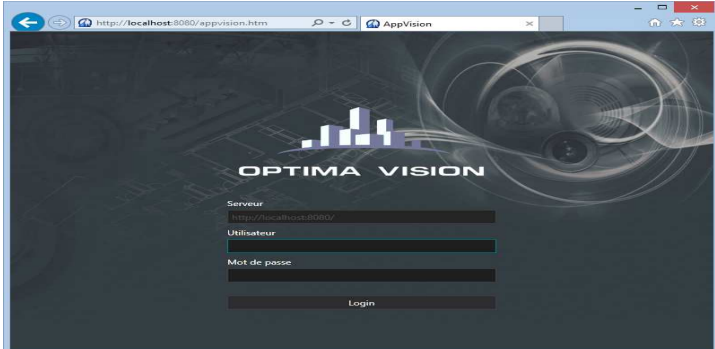 http://localhost:8080/appvision.htm
AppVision
OPTIMA VISION
Serveur
http://localhost:8080/
Utilisateur
Mot de passe
Login